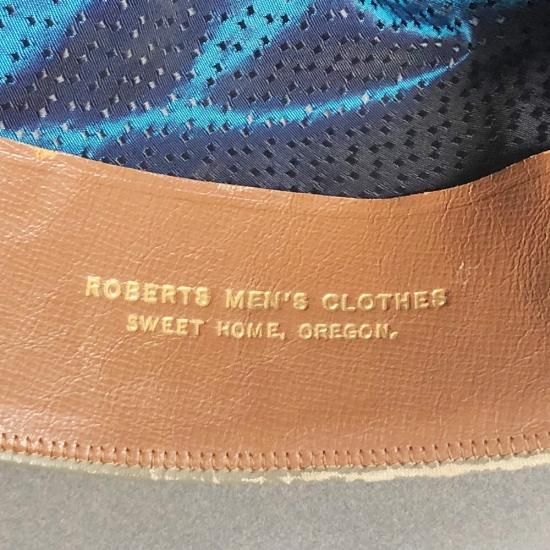 ROBERTS MEN'S CLOTHES
SWEET HOME, OREGON.